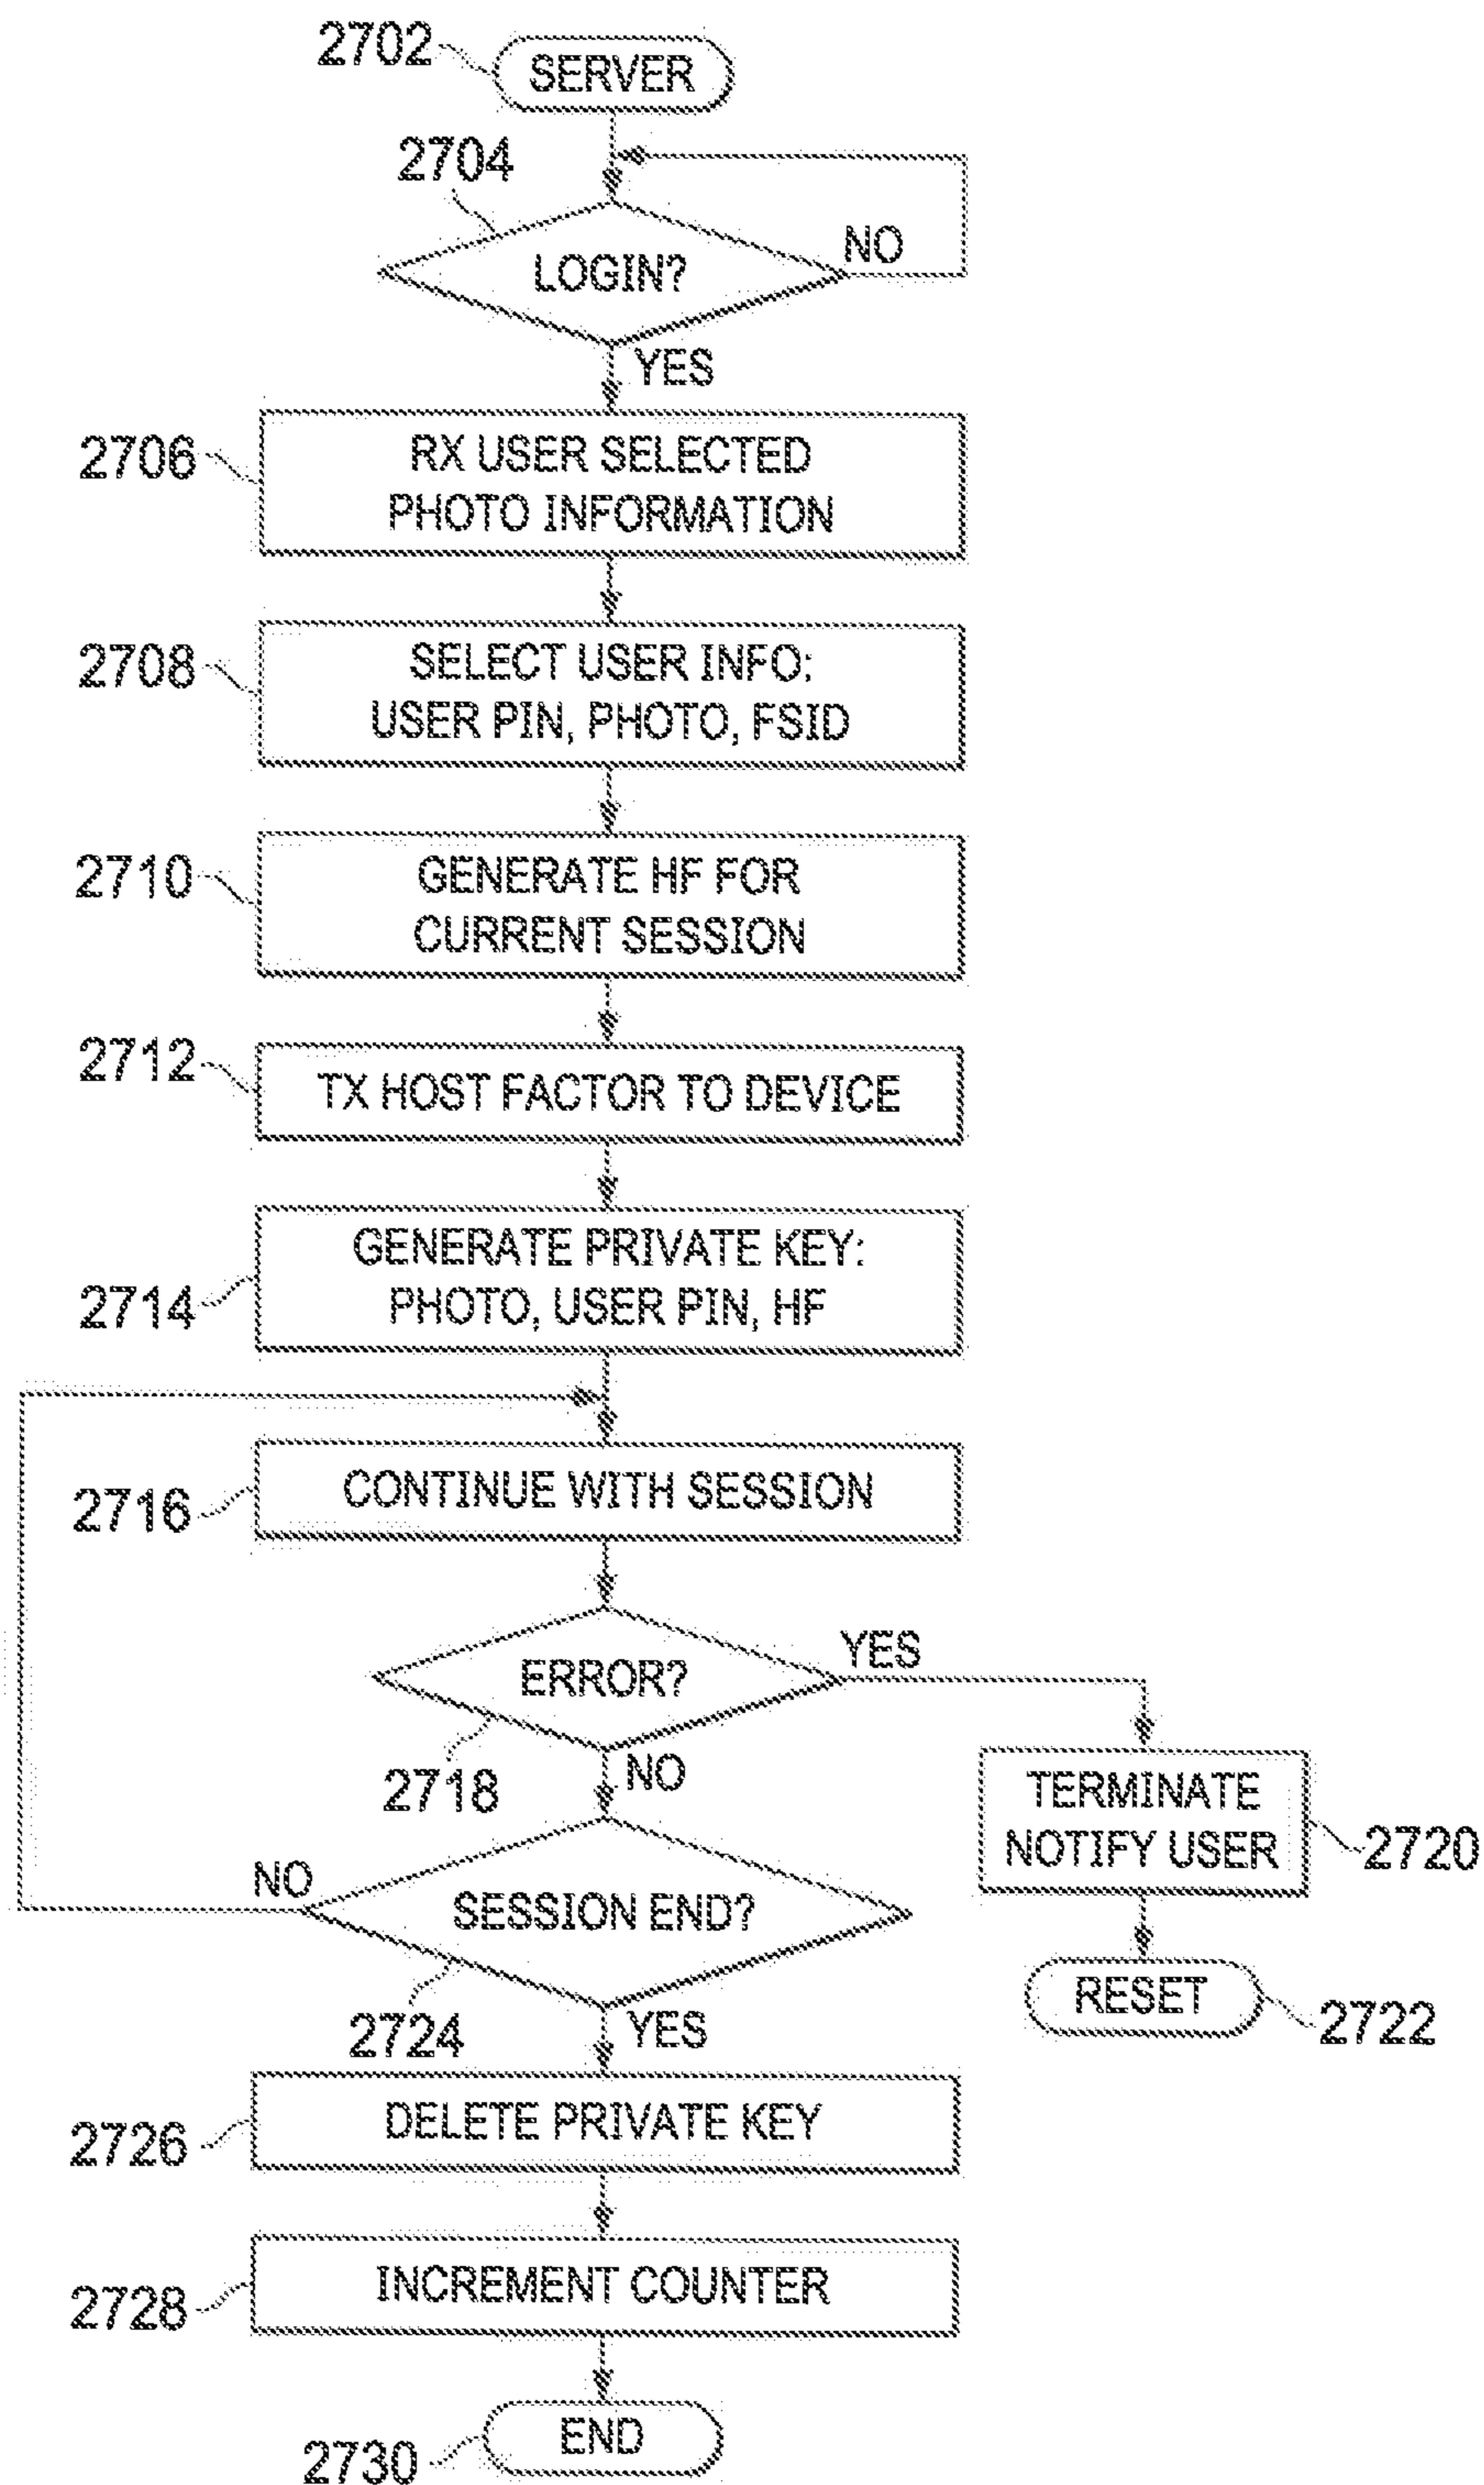 2702
SERVER
2704
LOGIN?
NO
YES
2706
RX USER SELECTED
PHOTO INFORMATION
2708
SELECT USER INFO:
USER PIN, PHOTO, FSID
2710
GENERATE HF FOR
CURRENT SESSION
2712
TX HOST FACTOR TO DEVICE
2714
GENERATE PRIVATE KEY:
PHOTO, USER PIN, HF
2716
CONTINUE WITH SESSION
ERROR?
YES
2718
NO
TERMINATE
NOTIFY USER
2720
NO
SESSION END?
RESET
2722
2724
YES
2726
DELETE PRIVATE KEY
2728
INCREMENT COUNTER
2730
END